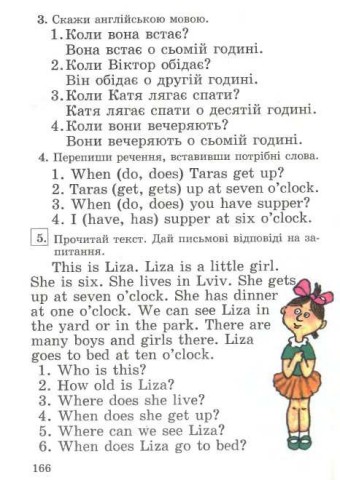 3. Скажи англійською мовою.
1. Коли вона встає?
Вона встає о сьомій годині.
2. Коли Віктор обідає?
Він обідає о другій годині.
3. Коли Катя лягає спати?
Катя лягає спати о десятій годині.
4. Коли вони вечеряють?
Вони вечеряють о сьомій годині.
4. Перепиши речення, вставивши потрібні слова.
1. When (do, does) Taras get up?
2. Taras (get, gets) up at seven o'clock.
3. When (do, does) you have supper?
4. I (have, has) supper at six o'clock.
5. Прочитай текст. Дай письмові відповіді на за-
питання.
This is Liza. Liza is a little girl.
She is six. She lives in Lviv. She gets
up at seven o'clock. She has dinner
at one o'clock. We can see Liza in
the yard or in the park. There are
many boys and girls there. Liza
goes to bed at ten o'clock.
1. Who is this?
2. How old is Liza?
3. Where does she live?
4. When does she get up?
5. Where can we see Liza?
6. When does Liza go to bed?
166